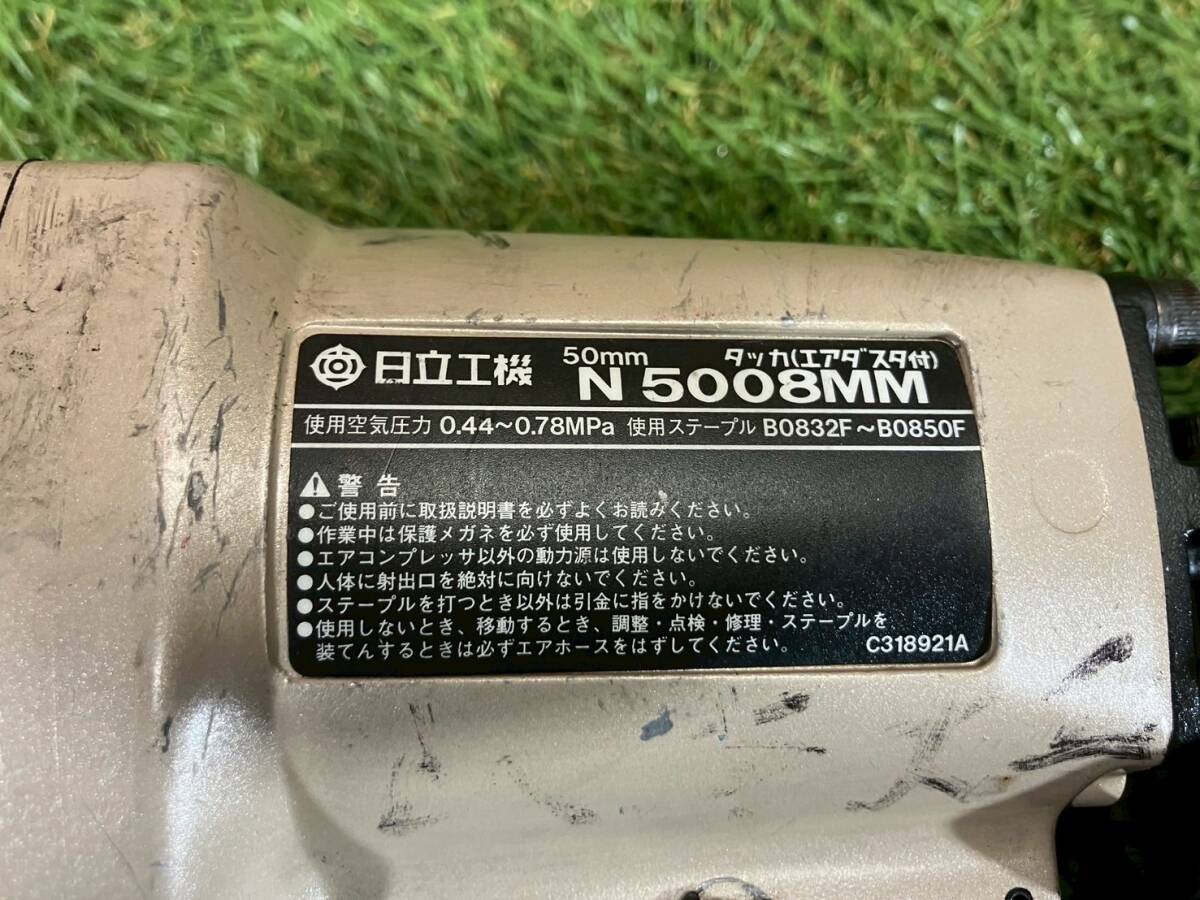 日立工機 50mm タッカ(エアダスタ付)
N 5008MM
使用空気圧力 0.44～0.78MPa 使用ステープル B0832F～B0850F
警告
●ご使用前に取扱説明書を必ずよくお読みください。
●作業中は保護メガネを必ず使用してください。
●エアコンプレッサ以外の動力源は使用しないでください。
●人体に射出口を絶対に向けないでください。
●ステープルを打つとき以外は引金に指をかけないでください。
●使用しないとき、移動するとき、調整・点検・修理・ステープルを
装てんするときは必ずエアホースをはずしてください。
C318921A